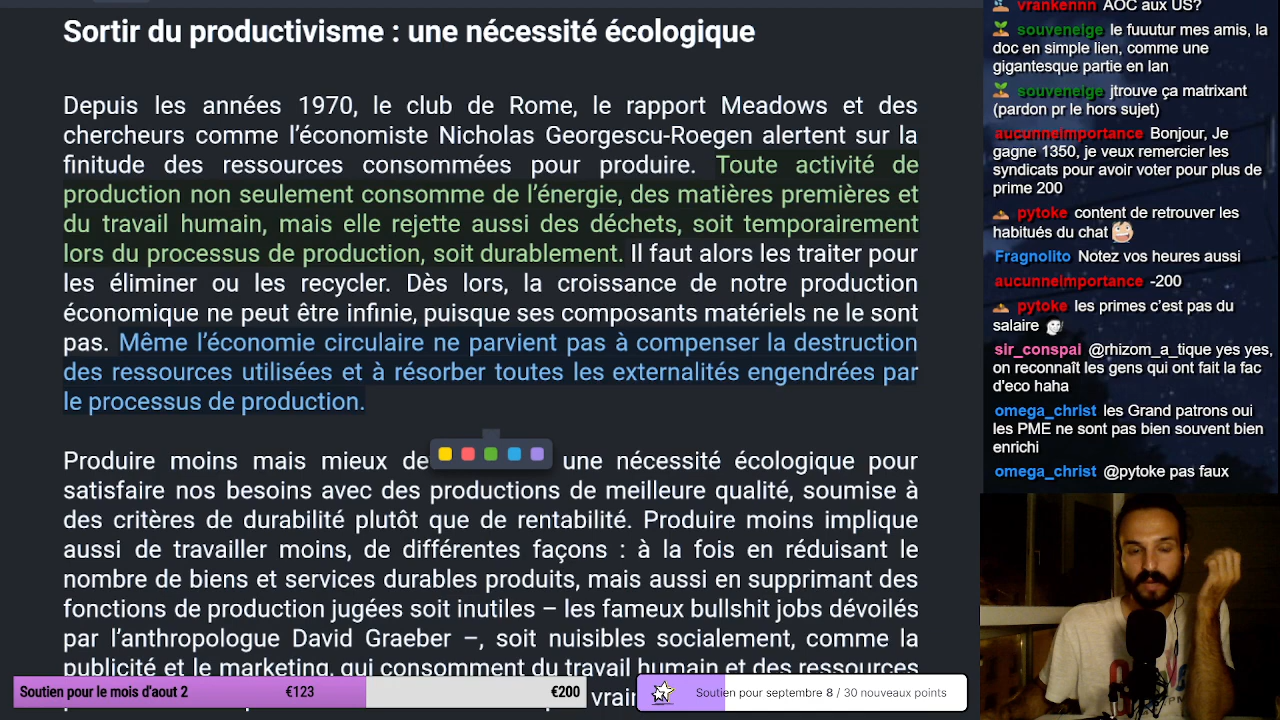 Sortir du productivisme : une nécessité écologique
Depuis les années 1970, le club de Rome, le rapport Meadows et des
chercheurs comme l'économiste Nicholas Georgescu-Roegen alertent sur la
finitude des ressources consommées pour produire. Toute activité de
production non seulement consomme de l'énergie, des matières premières et
du travail humain, mais elle rejette aussi des déchets, soit temporairement
lors du processus de production, soit durablement. Il faut alors les traiter pour
les éliminer ou les recycler. Dès lors, la croissance de notre production
économique ne peut être infinie, puisque ses composants matériels ne le sont
pas. Même l'économie circulaire ne parvient pas à compenser la destruction
des ressources utilisées et à résorber toutes les externalités engendrées par
le processus de production.
Produire moins mais mieux de une nécessité écologique pour
satisfaire nos besoins avec des productions de meilleure qualité, soumise à
des critères de durabilité plutôt que de rentabilité. Produire moins implique
aussi de travailler moins, de différentes façons : à la fois en réduisant le
nombre de biens et services durables produits, mais aussi en supprimant des
fonctions de production jugées soit inutiles – les fameux bullshit jobs dévoilés
par l'anthropologue David Graeber –, soit nuisibles socialement, comme la
publicité et le marketing, qui consomment du travail humain et des ressources
Soutien pour le mois d'aout 2 €123 €200
Soutien pour septembre 8 / 30 nouveaux points
vrankennn AOC aux US?
souveneige le fuuutur mes amis, la
doc en simple lien, comme une
gigantesque partie en lan
souveneige jtrouve ça matrixant
(pardon pr le hors sujet)
aucunneimportance Bonjour, Je
gagne 1350, je veux remercier les
syndicats pour avoir voter pour plus de
prime 200
pytoke content de retrouver les
habitués du chat
Fragnolito Notez vos heures aussi
aucunneimportance -200
pytoke les primes c'est pas du
salaire
sir_conspai @rhizom_a_tique yes yes,
on reconnaît les gens qui ont fait la fac
d'eco haha
omega_christ les Grand patrons oui
les PME ne sont pas bien souvent bien
enrichi
omega_christ @pytoke pas faux